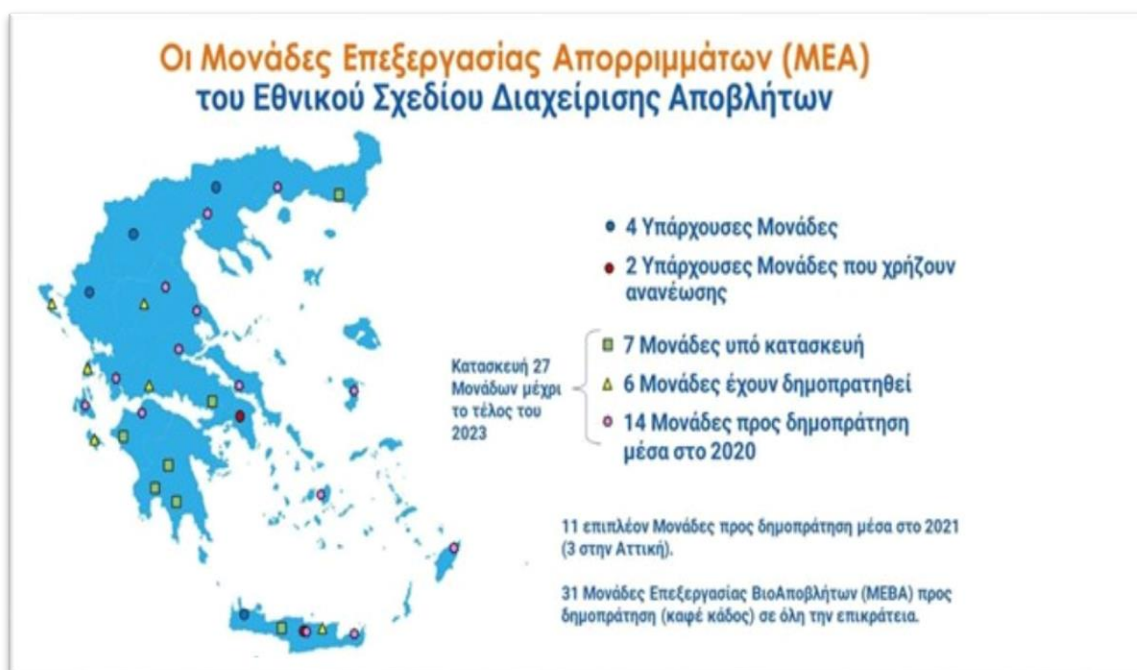 Οι Μονάδες Επεξεργασίας Απορριμμάτων (ΜΕΑ)
του Εθνικού Σχεδίου Διαχείρισης Αποβλήτων
4 Υπάρχουσες Μονάδες
2 Υπάρχουσες Μονάδες που χρήζουν
ανανέωσης
Κατασκευή 27
Μονάδων μέχρι
το τέλος του
2023
7 Μονάδες υπό κατασκευή
6 Μονάδες έχουν δημοπρατηθεί
14 Μονάδες προς δημοπράτηση
μέσα στο 2020
11 επιπλέον Μονάδες προς δημοπράτηση μέσα στο 2021
(3 στην Αττική).
31 Μονάδες Επεξεργασίας ΒιοΑποβλήτων (ΜΕΒΑ) προς
δημοπράτηση (καφέ κάδος) σε όλη την επικράτεια.